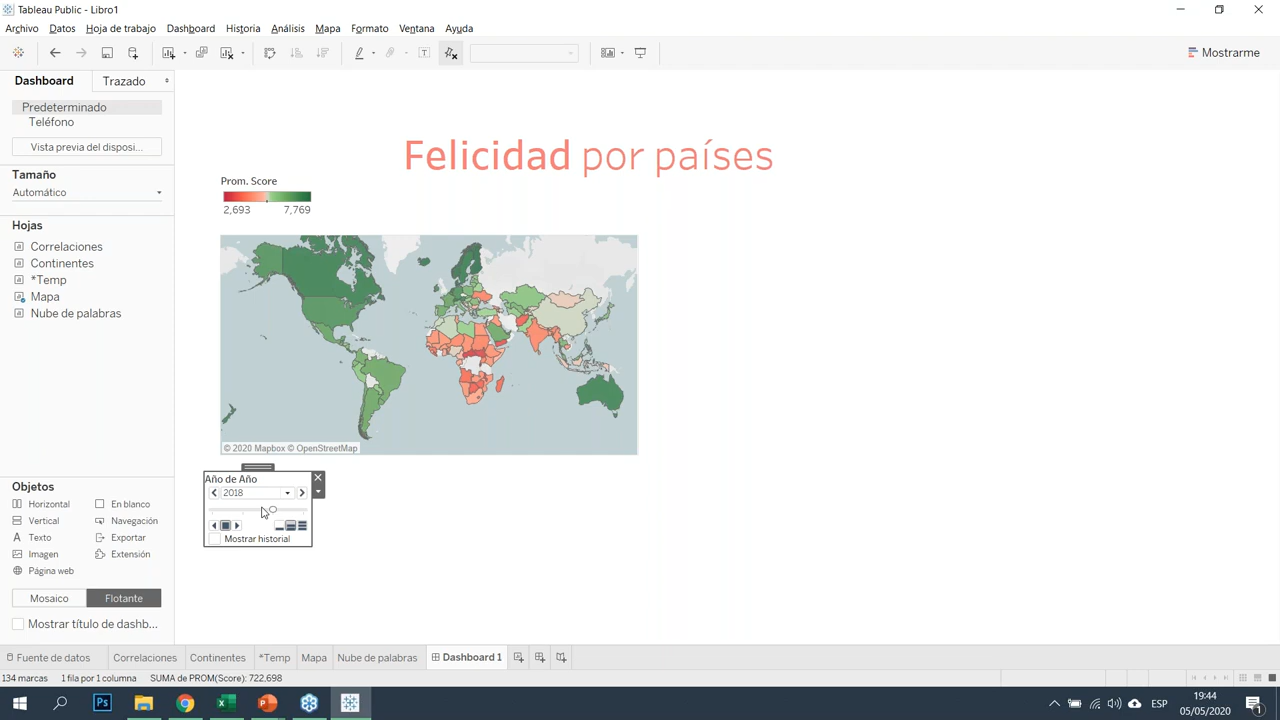 Tableau Public - Libro1
Archivo Datos Hoja de trabajo Dashboard Historia Análisis Mapa Formato Ventana Ayuda
Mostrarme
Dashboard Trazado
Predeterminado
Teléfono
Vista previa del disposi...
Tamaño
Automático
Hojas
Correlaciones
Continentes
*Temp
Mapa
Nube de palabras
Objetos
Horizontal En blanco
Vertical Navegación
Texto Exportar
Imagen Extensión
Página web
Mosaico Flotante
Mostrar título de dashb...
Felicidad por países
Prom. Score
2,693 7,769
© 2020 Mapbox © OpenStreetMap
Año de Año
2018
Mostrar historial
Fuente de datos Correlaciones Continentes *Temp Mapa Nube de palabras Dashboard 1
134 marcas 1 fila por 1 columna SUMA de PROM(Score): 722,698
Ps
ESP
19:44
05/05/2020
1